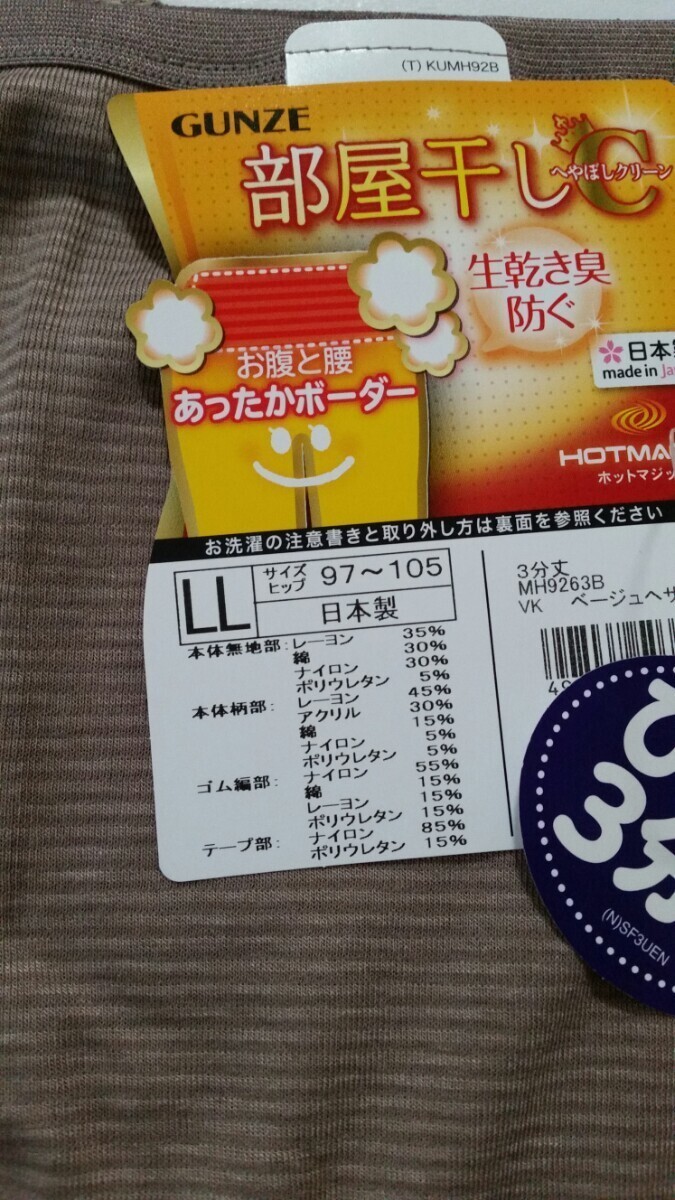 (T) KUMH92B
GUNZE
部屋干しC
へやぼしクリーン
生乾き臭
防ぐ
お腹と腰
あったかボーダー
日本製
made in Ja
HOTMA
ホットマジッ
お洗濯の注意書きと取り外し方は裏面を参照ください
LL
サイズ
ヒップ 97〜105
日本製
本体無地部: レーヨン 35%
綿 30%
ナイロン 30%
ポリウレタン 5%
本体柄部: レーヨン 45%
アクリル 30%
綿 15%
ナイロン 5%
ポリウレタン 5%
ゴム編部: ナイロン 55%
綿 15%
レーヨン 15%
ポリウレタン 15%
テープ部: ナイロン 85%
ポリウレタン 15%
3分丈
MH9263B
VK ベージュヘザ
3分
(N)SF3UEN